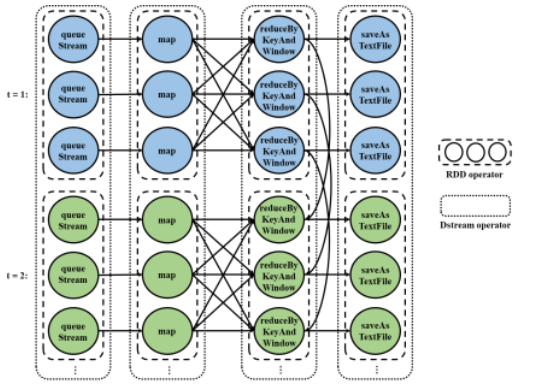 queue
Stream
map
reduceBy
KeyAnd
Window
saveAs
TextFile
t = 1:
queue
Stream
map
reduceBy
KeyAnd
Window
saveAs
TextFile
queue
Stream
map
reduceBy
KeyAnd
Window
saveAs
TextFile
queue
Stream
map
reduceBy
KeyAnd
Window
saveAs
TextFile
t = 2:
queue
Stream
map
reduceBy
KeyAnd
Window
saveAs
TextFile
queue
Stream
map
reduceBy
KeyAnd
Window
saveAs
TextFile
RDD operator
Dstream operator